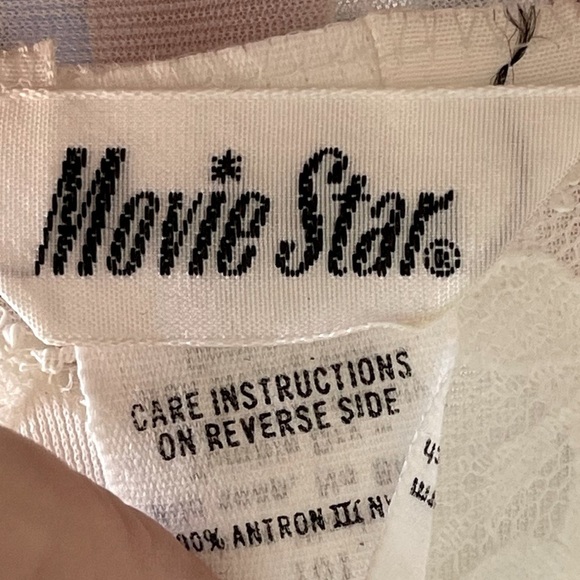 Movie Star®
CARE INSTRUCTIONS
ON REVERSE SIDE
00% ANTRON III